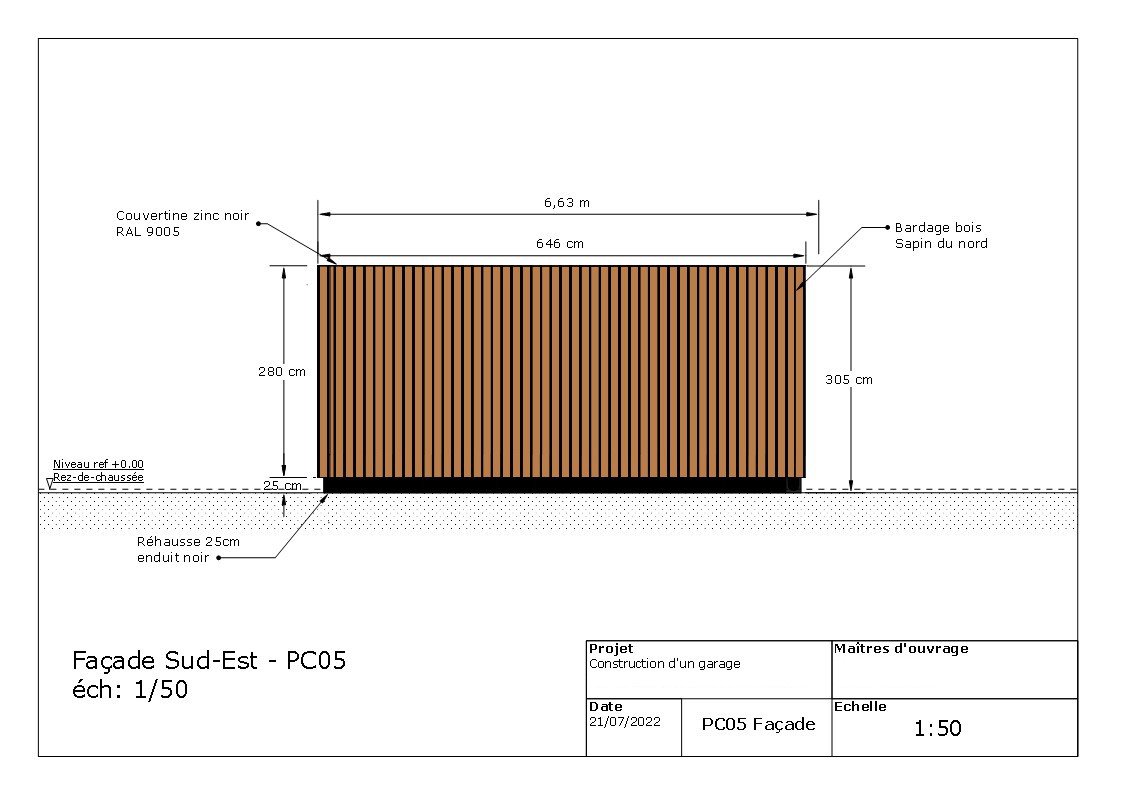 6,63 m
Couvertine zinc noir
RAL 9005
646 cm
Bardage bois
Sapin du nord
280 cm
305 cm
Niveau ref +0.00
Rez-de-chaussée
25 cm
Réhausse 25cm
enduit noir
Façade Sud-Est - PC05
éch: 1/50
Projet
Construction d'un garage
Maîtres d'ouvrage
Date
21/07/2022
PC05 Façade
Echelle
1:50